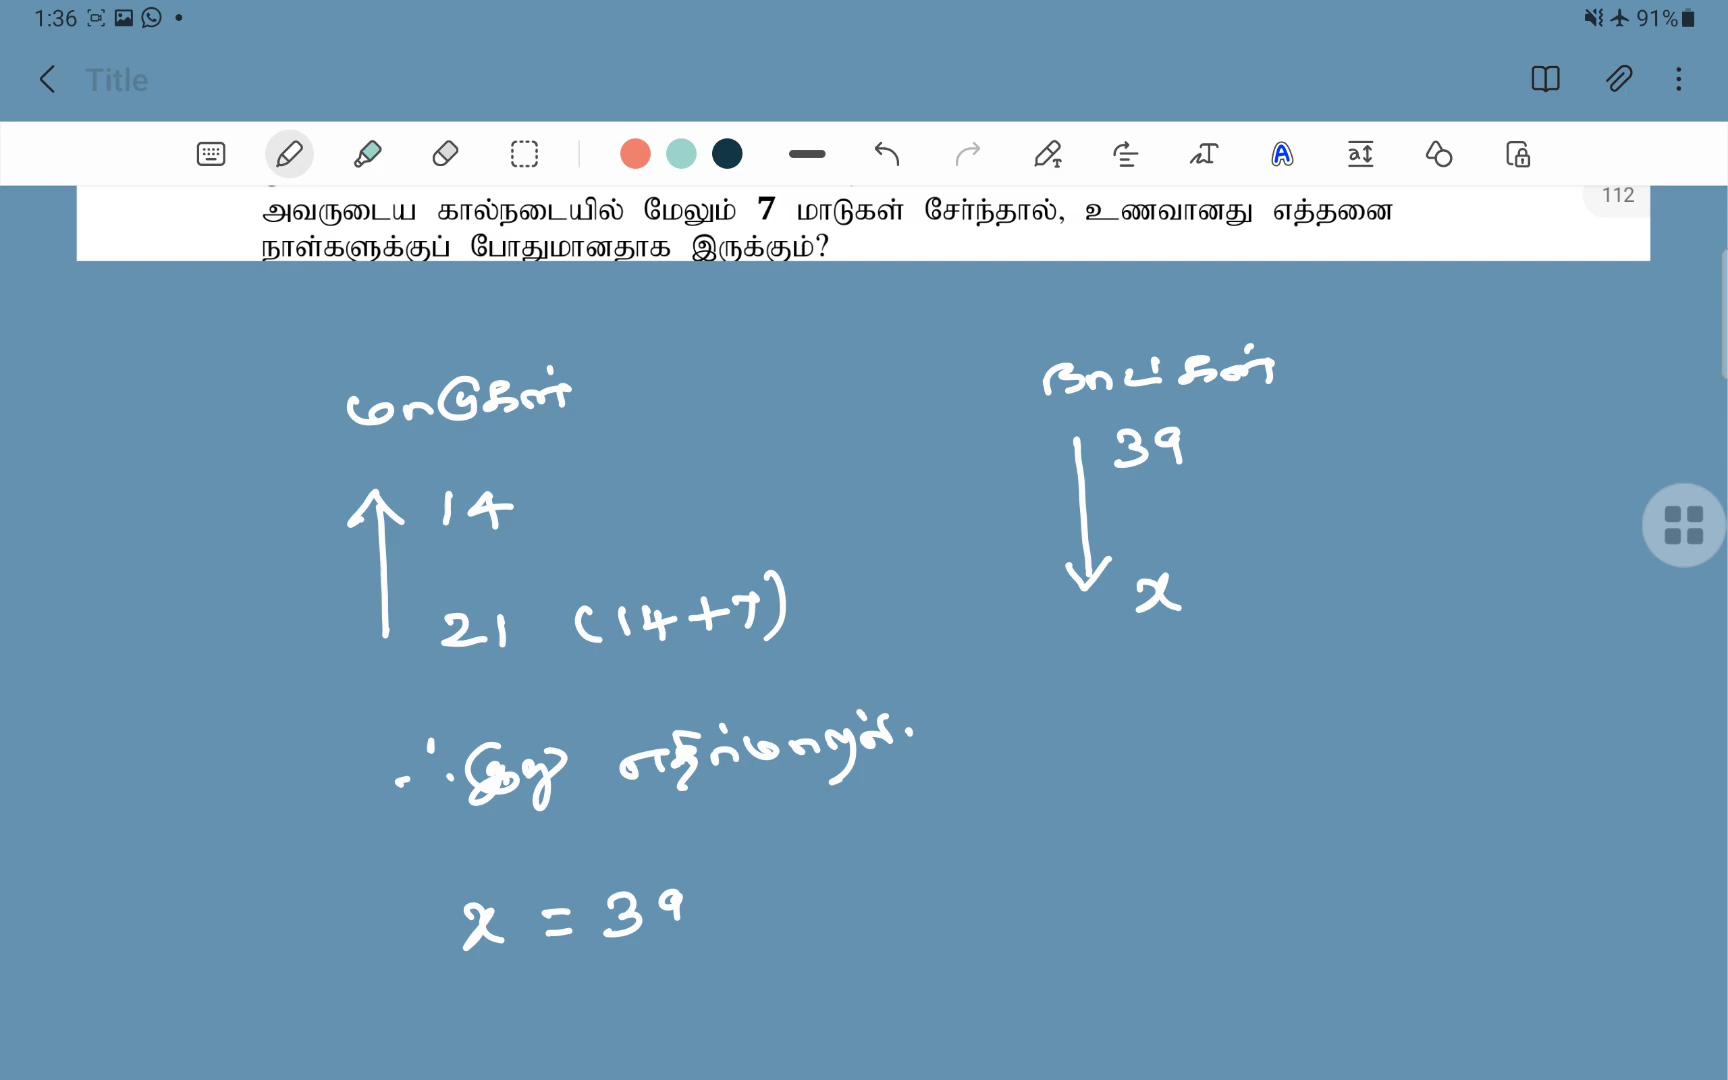 1:36
91%
Title
112
அவருடைய கால்நடையில் மேலும் 7 மாடுகள் சேர்ந்தால், உணவானது எத்தனை
நாள்களுக்குப் போதுமானதாக இருக்கும்?
மாடுகள்
நாட்கள்
39
14
x
21 (14+7)
∴ இது எதிர்மாறல்.
x = 39